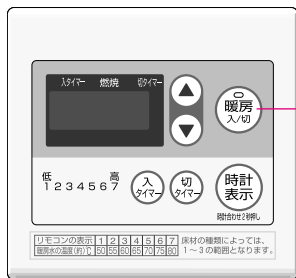 入タイマー 燃焼 切タイマー
暖房
入/切
低 高
1 2 3 4 5 6 7
入
タイマー
切
タイマー
時計
表示
時計合わせ2秒押し
リモコンの表示 1 2 3 4 5 6 7
暖房水の温度(約)℃ 50 55 60 65 70 75 80
床材の種類によっては、
1～3の範囲となります。